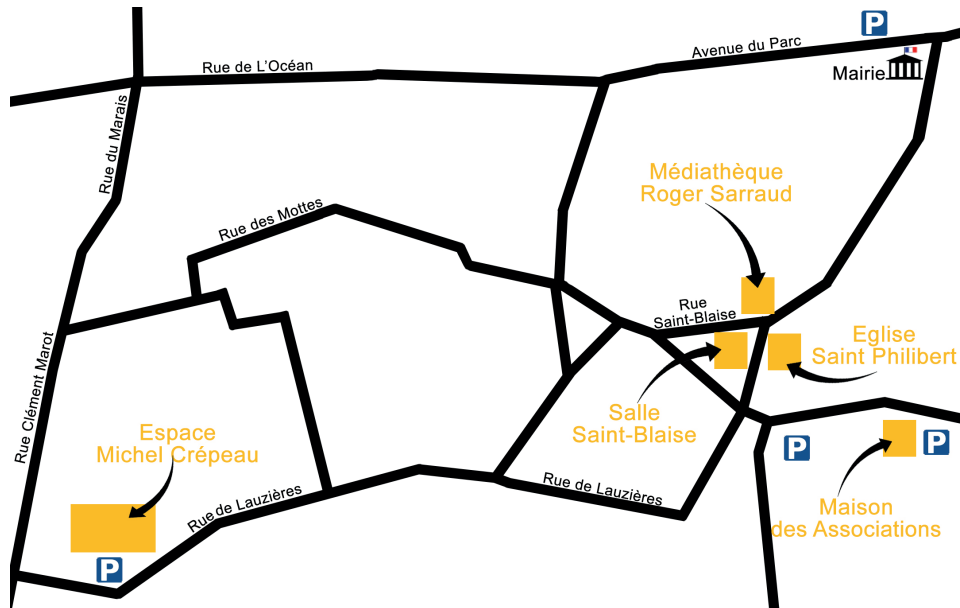 P
Avenue du Parc
Rue de L'Océan
Mairie
Rue du Marais
Médiathèque
Roger Sarraud
Rue des Mottes
Rue
Saint-Blaise
Eglise
Saint Philibert
Rue Clément Marot
Salle
Saint-Blaise
Espace
Michel Crépeau
P
P
Rue de Lauzières
Rue de Lauzières
Maison
des Associations
P